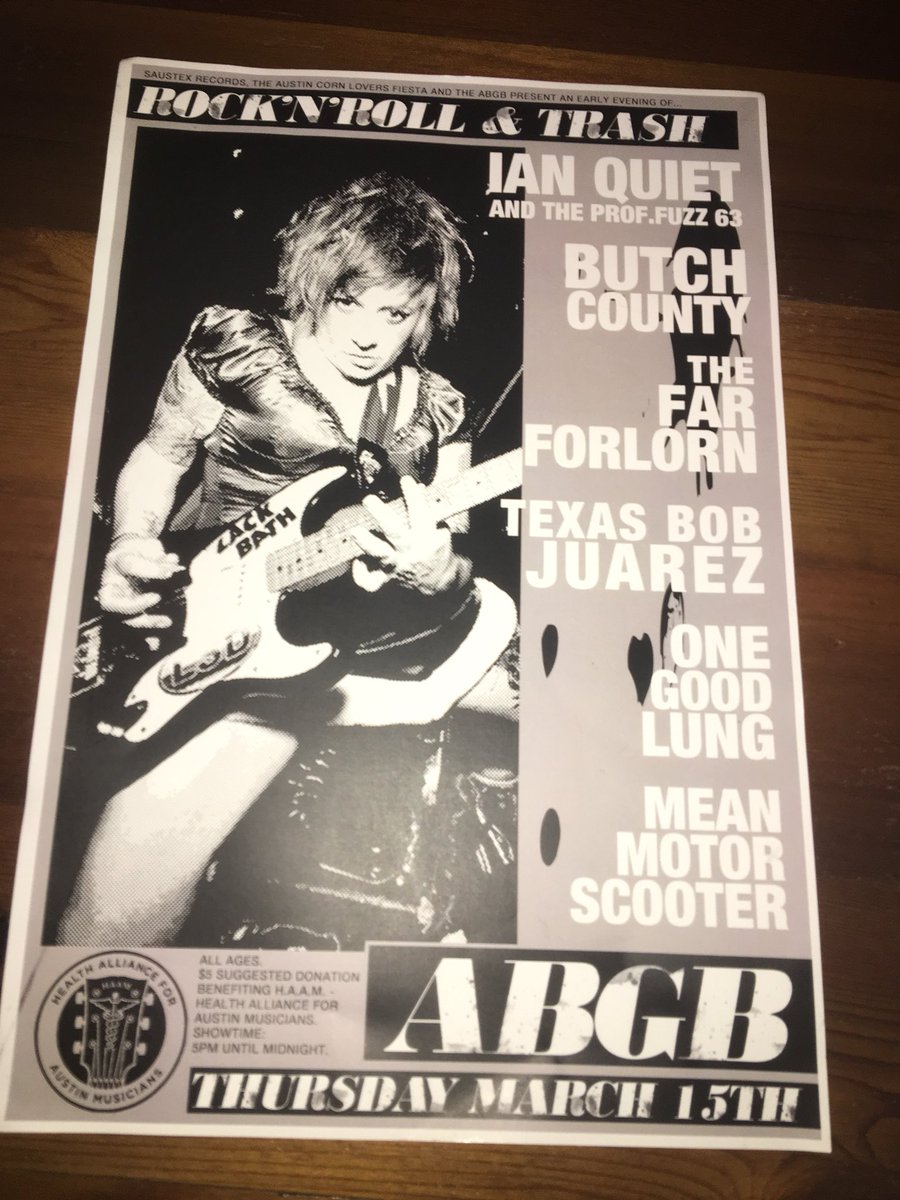 SAUSTEX RECORDS, THE AUSTIN CORN LOVERS FIESTA AND THE ABGB PRESENT AN EARLY EVENING OF...
ROCK'N'ROLL & TRASH
IAN QUIET
AND THE PROF.FUZZ 63
BUTCH
COUNTY
THE
FAR
FORLORN
TEXAS BOB
JUAREZ
ONE
GOOD
LUNG
MEAN
MOTOR
SCOOTER
LACK
BATH
HEALTH ALLIANCE FOR
H.A.A.M.
AUSTIN MUSICIANS
ALL AGES.
$5 SUGGESTED DONATION
BENEFITING H.A.A.M. -
HEALTH ALLIANCE FOR
AUSTIN MUSICIANS.
SHOWTIME:
5PM UNTIL MIDNIGHT.
ABGB
THURSDAY MARCH 15TH